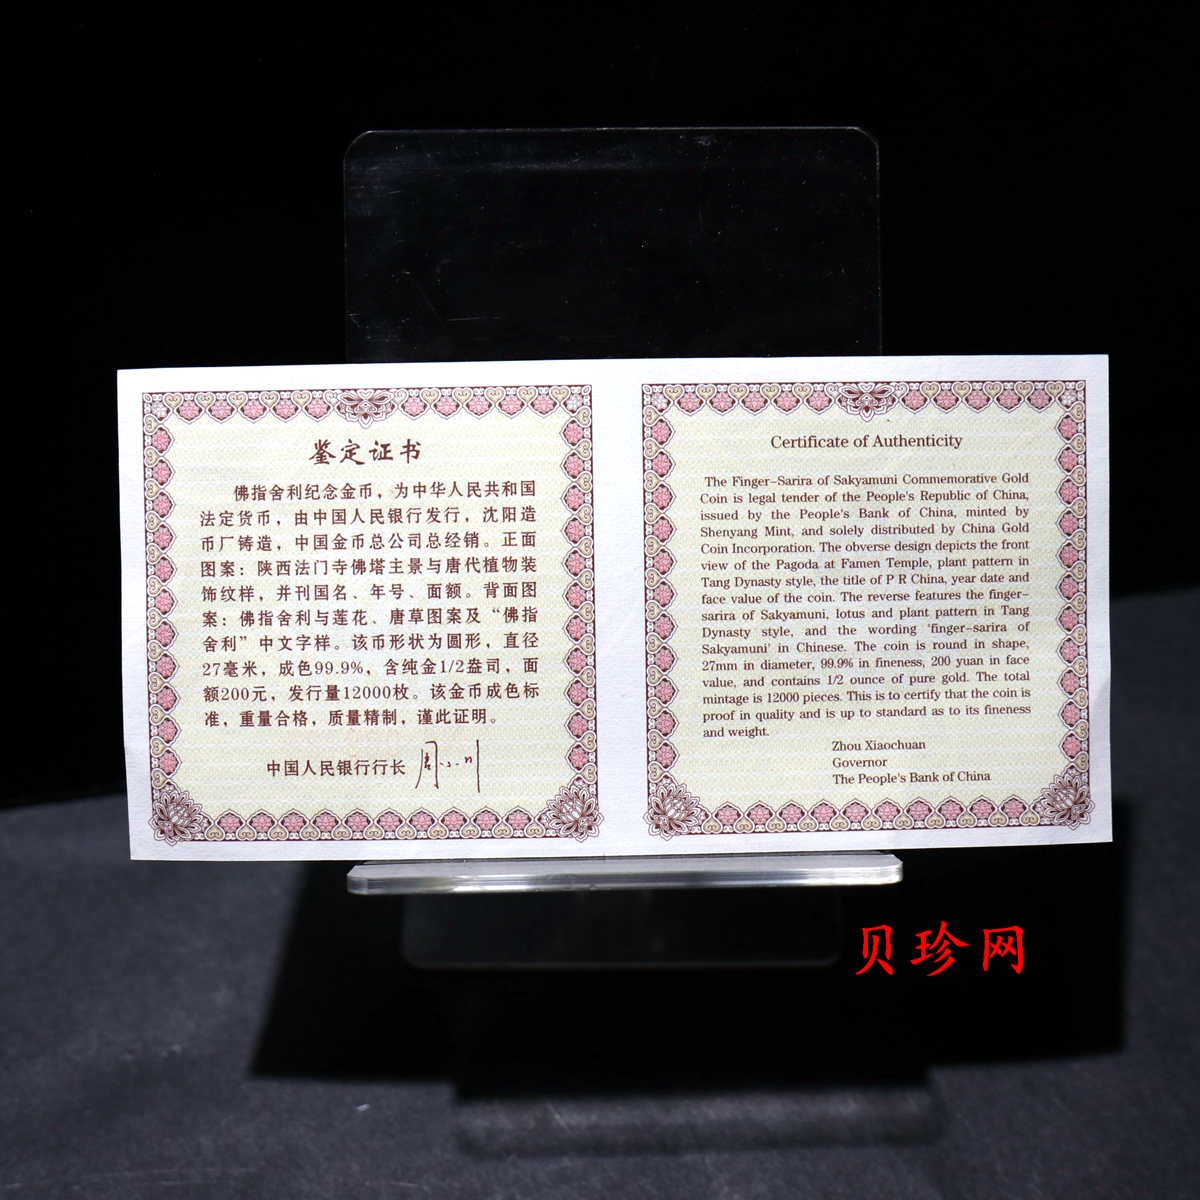 鉴定证书
佛指舍利纪念金币，为中华人民共和国
法定货币，由中国人民银行发行，沈阳造
币厂铸造，中国金币总公司总经销。正面
图案：陕西法门寺佛塔主景与唐代植物装
饰纹样，并刊国名、年号、面额。背面图
案：佛指舍利与莲花、唐草图案及“佛指
舍利”中文字样。该币形状为圆形，直径
27毫米，成色99.9%，含纯金1/2盎司，面
额200元，发行量12000枚。该金币成色标
准，重量合格，质量精制，谨此证明。
中国人民银行行长 周小川
Certificate of Authenticity
The Finger-Sarira of Sakyamuni Commemorative Gold
Coin is legal tender of the People's Republic of China,
issued by the People's Bank of China, minted by
Shenyang Mint, and solely distributed by China Gold
Coin Incorporation. The obverse design depicts the front
view of the Pagoda at Famen Temple, plant pattern in
Tang Dynasty style, the title of P R China, year date and
face value of the coin. The reverse features the finger-
sarira of Sakyamuni, lotus and plant pattern in Tang
Dynasty style, and the wording 'finger-sarira of
Sakyamuni' in Chinese. The coin is round in shape,
27mm in diameter, 99.9% in fineness, 200 yuan in face
value, and contains 1/2 ounce of pure gold. The total
mintage is 12000 pieces. This is to certify that the coin is
proof in quality and is up to standard as to its fineness
and weight.
Zhou Xiaochuan
Governor
The People's Bank of China
贝珍网